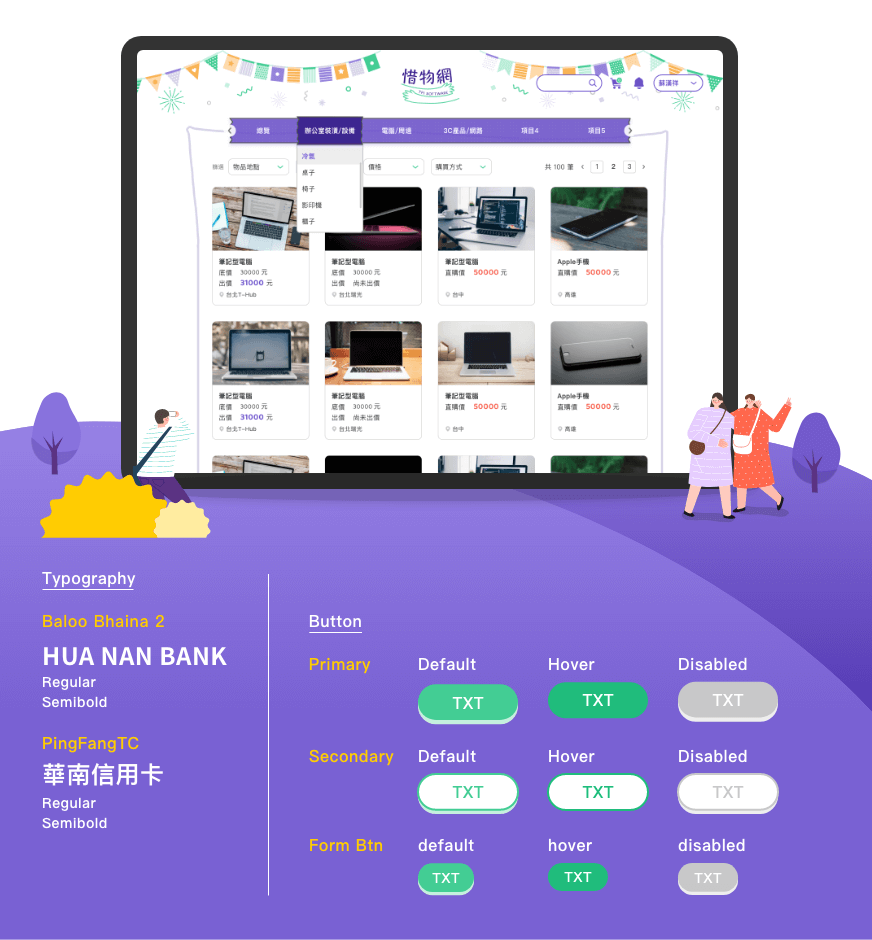 惜物網
蘇漢祥
總覽 辦公室裝潢/設備 電腦/周邊 3C產品/網路 項目4 項目5
篩選 物品地點 價格 購買方式 共 100 筆 1 2 3
冷氣
桌子
椅子
影印機
櫃子
筆記型電腦 筆記型電腦 筆記型電腦 Apple手機
底價 30000 元 底價 30000 元 直購價 50000 元 直購價 50000 元
出價 31000 元 出價 尚未出價
台北T-Hub 台北瑞光 台中 高雄
筆記型電腦 筆記型電腦 筆記型電腦 Apple手機
底價 30000 元 底價 30000 元 直購價 50000 元 直購價 50000 元
出價 31000 元 出價 尚未出價
台北T-Hub 台北瑞光 台中 高雄
Typography
Baloo Bhaina 2
HUA NAN BANK
Regular
Semibold
PingFangTC
華南信用卡
Regular
Semibold
Button
Primary Default Hover Disabled
TXT TXT TXT
Secondary Default Hover Disabled
TXT TXT TXT
Form Btn default hover disabled
TXT TXT TXT